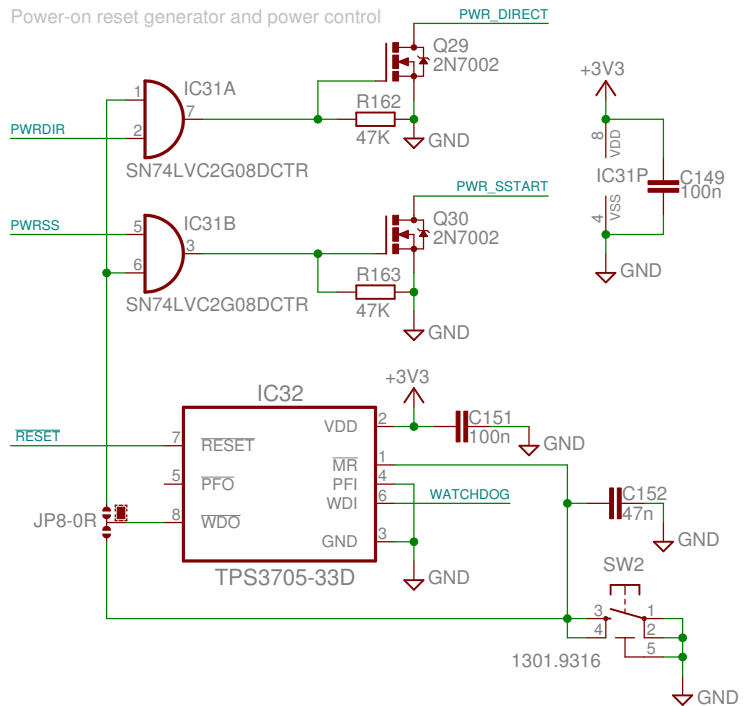 Power-on reset generator and power control
PWR_DIRECT
Q29
2N7002
+3V3
IC31A
1
7
2
PWRDIR
SN74LVC2G08DCTR
R162
47K
GND
8
VDD
IC31P
C149
100n
4
VSS
GND
PWR_SSTART
Q30
2N7002
PWRSS
IC31B
5
3
6
SN74LVC2G08DCTR
R163
47K
GND
IC32
+3V3
RESET
7
RESET
VDD
2
C151
100n
GND
MR
1
5
PFO
PFI
4
WDI
6
WATCHDOG
C152
47n
GND
JP8-0R
8
WDO
GND
3
GND
TPS3705-33D
SW2
3
1
4
2
5
1301.9316
GND